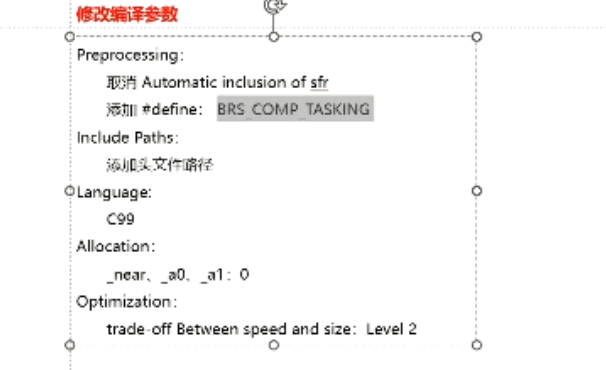 修改编译参数
Preprocessing:
取消 Automatic inclusion of sfr
添加 #define： BRS_COMP_TASKING
Include Paths:
添加头文件路径
Language:
C99
Allocation:
_near、_a0、_a1：0
Optimization:
trade-off Between speed and size：Level 2